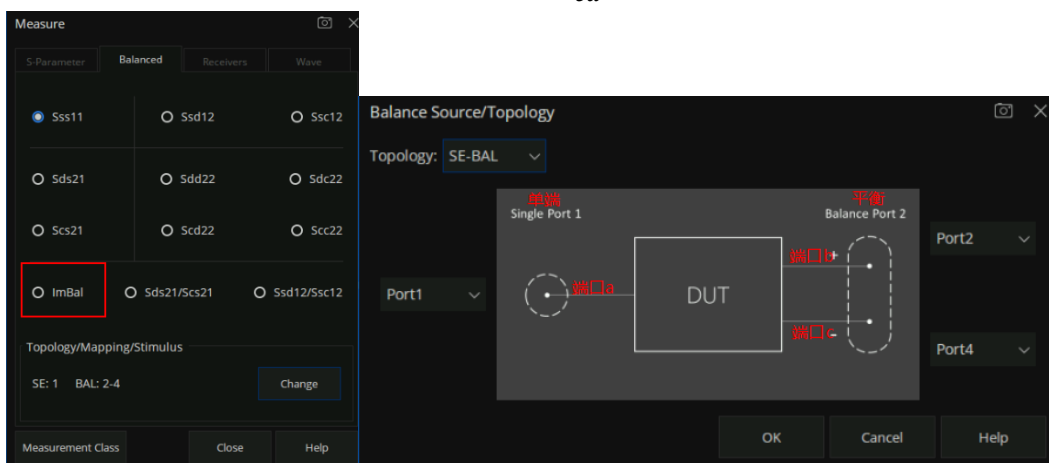 Measure
S-Parameter Balanced Receivers Wave
Sss11 Ssd12 Ssc12
Sds21 Sdd22 Sdc22
Scs21 Scd22 Scc22
ImBal Sds21/Scs21 Ssd12/Ssc12
Topology/Mapping/Stimulus
SE: 1 BAL: 2-4 Change
Measurement Class Close Help
Balance Source/Topology
Topology: SE-BAL
单端 平衡
Single Port 1 Balance Port 2
端口b + Port2
Port1 端口a DUT
端口c - Port4
OK Cancel Help